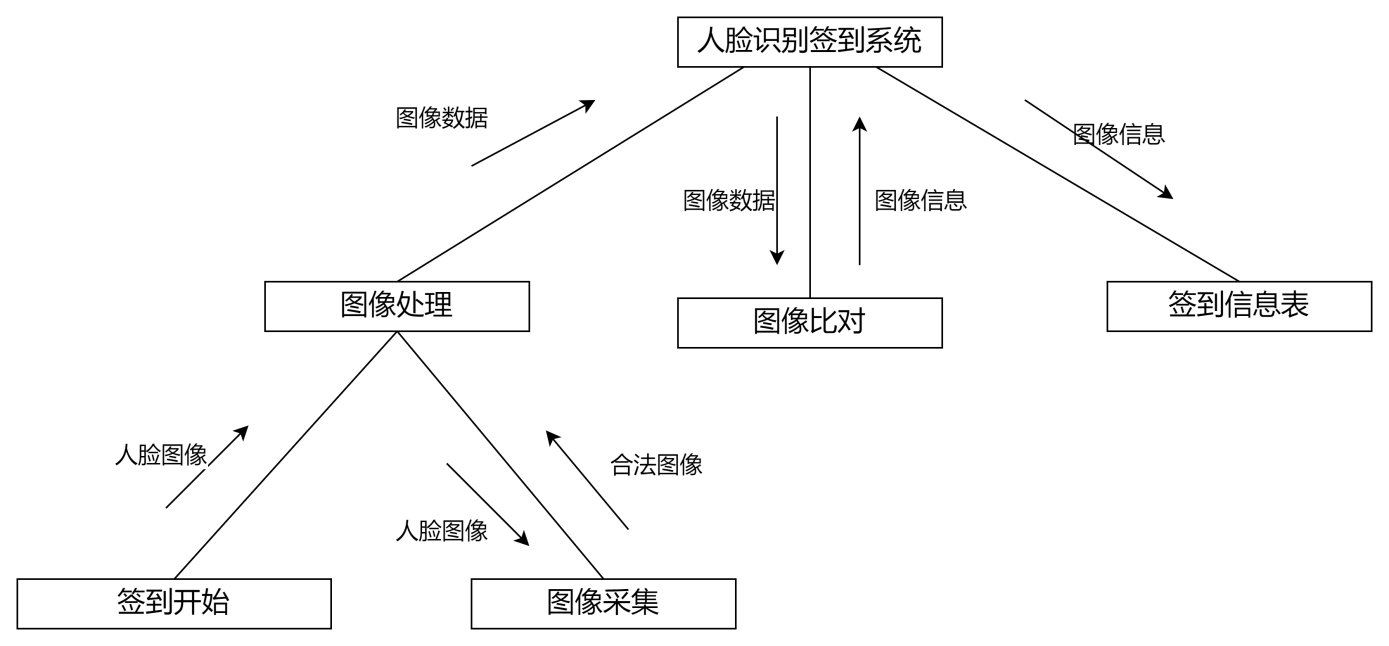 人脸识别签到系统
图像数据
图像信息
图像数据
图像信息
图像处理
图像比对
签到信息表
人脸图像
合法图像
人脸图像
签到开始
图像采集